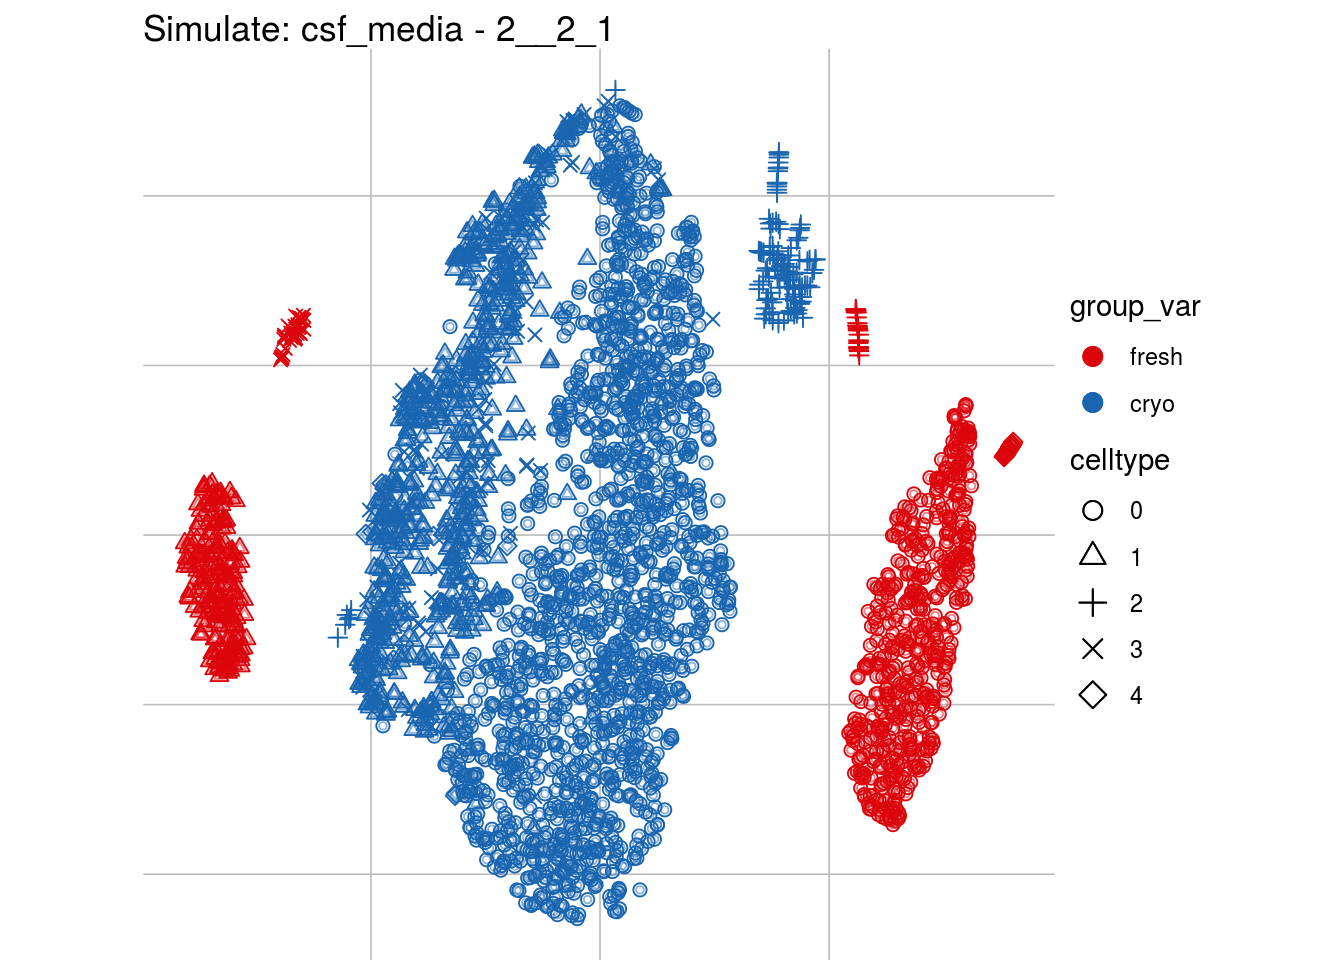 Simulate: csf_media - 2__2_1
group_var
fresh
cryo
celltype
0
1
2
3
4